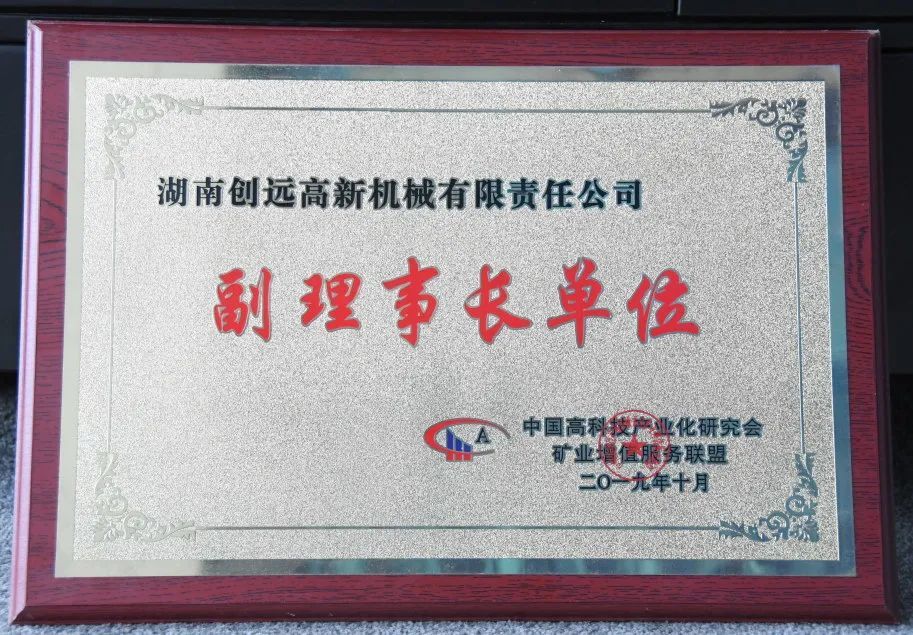 湖南创远高新机械有限责任公司
副理事长单位
A
中国高科技产业化研究会
矿业增值服务联盟
二〇一九年十月